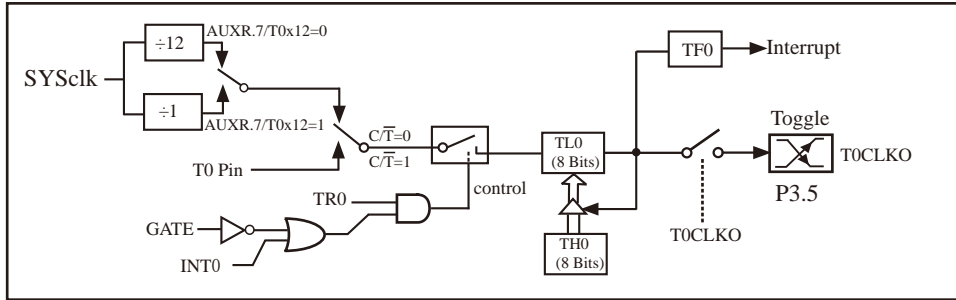 AUXR.7/T0x12=0
÷12
SYSclk
÷1
AUXR.7/T0x12=1
T0 Pin
C/T̅=0
C/T̅=1
control
TR0
GATE
INT0
TL0
(8 Bits)
TH0
(8 Bits)
TF0
Interrupt
Toggle
T0CLKO
P3.5
T0CLKO